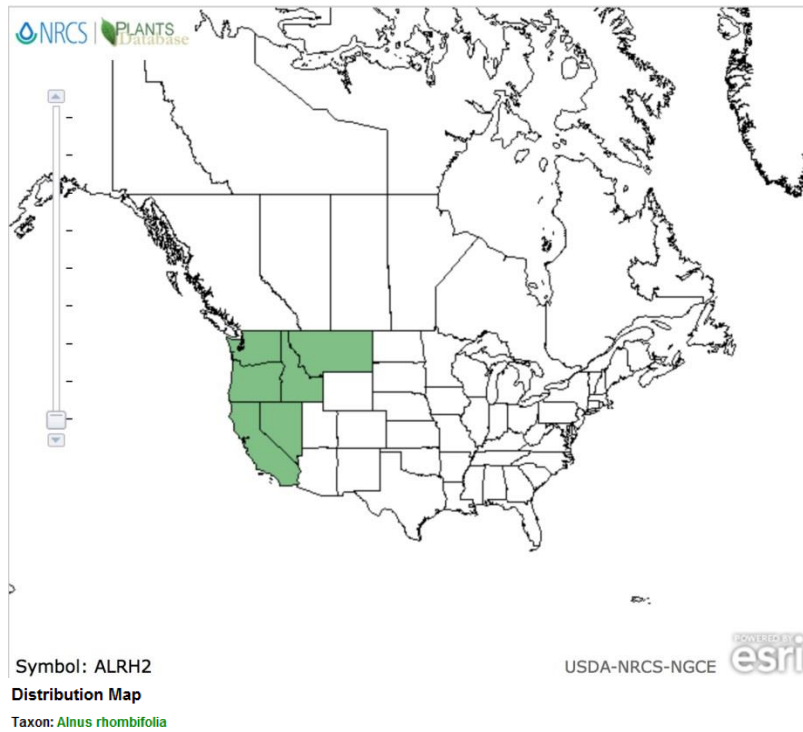 NRCS | PLANTS
Database
Symbol: ALRH2
USDA-NRCS-NGCE
POWERED BY
esri
Distribution Map
Taxon: Alnus rhombifolia